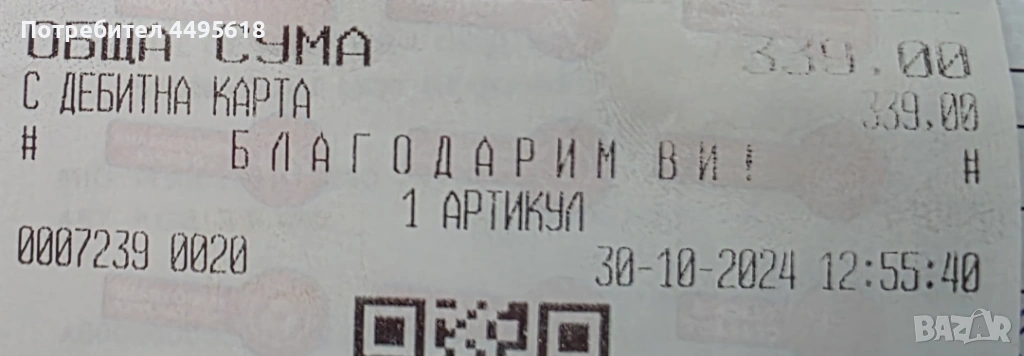 Потребител 4495618
ОБЩА СУМА 339.00
С ДЕБИТНА КАРТА 339,00
# БЛАГОДАРИМ ВИ! #
1 АРТИКУЛ
0007239 0020 30-10-2024 12:55:40
BAZAR